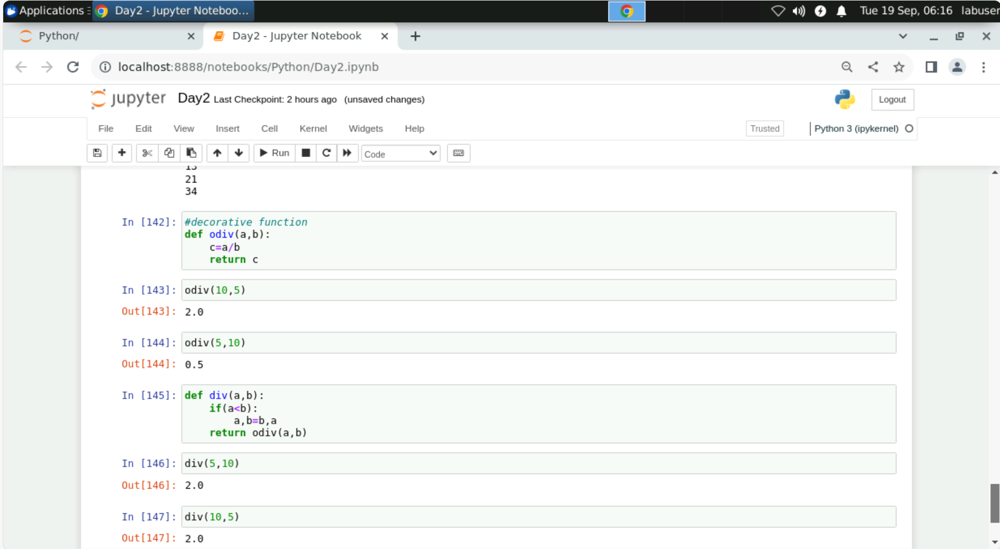 Applications
Day2 - Jupyter Noteboo...
Tue 19 Sep, 06:16
labuser
Python/
Day2 - Jupyter Notebook
localhost:8888/notebooks/Python/Day2.ipynb
jupyter
Day2 Last Checkpoint: 2 hours ago (unsaved changes)
Logout
File Edit View Insert Cell Kernel Widgets Help
Trusted
Python 3 (ipykernel)
Run
Code
21
34
In [142]: #decorative function
def odiv(a,b):
    c=a/b
    return c
In [143]: odiv(10,5)
Out[143]: 2.0
In [144]: odiv(5,10)
Out[144]: 0.5
In [145]: def div(a,b):
    if(a<b):
        a,b=b,a
    return odiv(a,b)
In [146]: div(5,10)
Out[146]: 2.0
In [147]: div(10,5)
Out[147]: 2.0